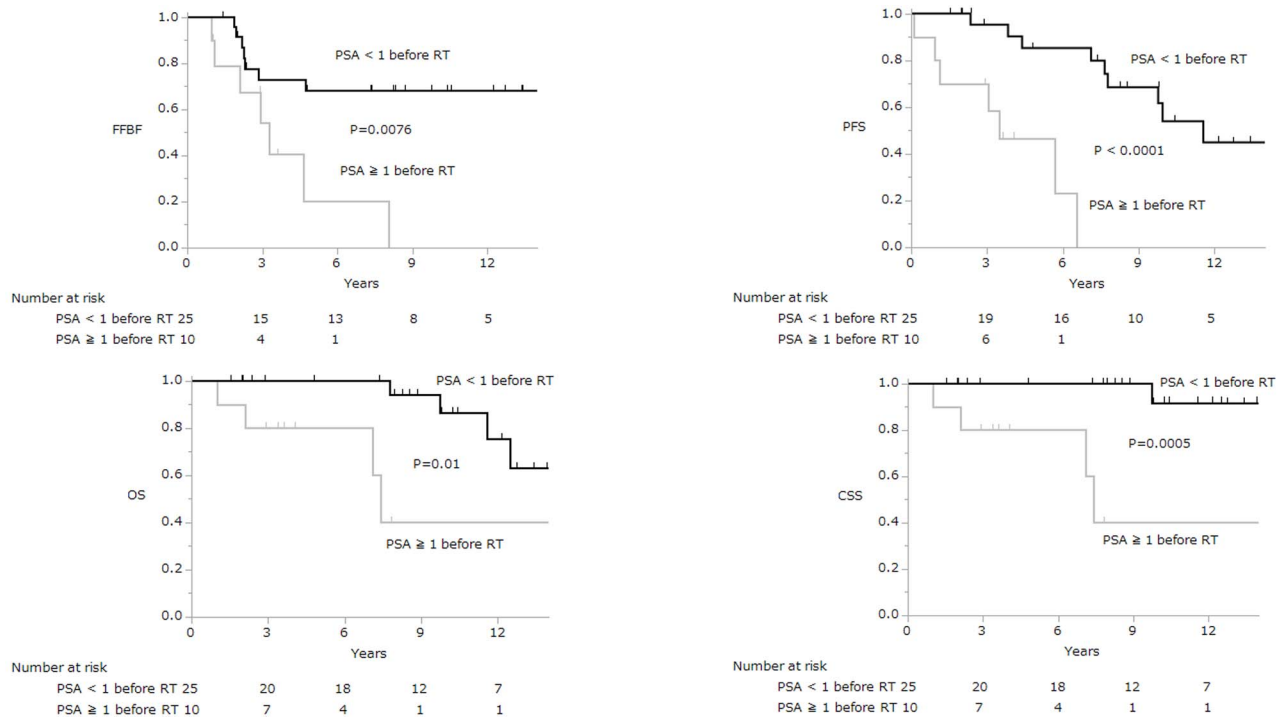 1.0
0.8
0.6
0.4
0.2
0.0
FFBF
PSA < 1 before RT
P=0.0076
PSA ≧ 1 before RT
0 3 6 9 12
Years
Number at risk
PSA < 1 before RT 25 15 13 8 5
PSA ≧ 1 before RT 10 4 1
1.0
0.8
0.6
0.4
0.2
0.0
PFS
PSA < 1 before RT
P < 0.0001
PSA ≧ 1 before RT
0 3 6 9 12
Years
Number at risk
PSA < 1 before RT 25 19 16 10 5
PSA ≧ 1 before RT 10 6 1
1.0
0.8
0.6
0.4
0.2
0.0
OS
PSA < 1 before RT
P=0.01
PSA ≧ 1 before RT
0 3 6 9 12
Years
Number at risk
PSA < 1 before RT 25 20 18 12 7
PSA ≧ 1 before RT 10 7 4 1 1
1.0
0.8
0.6
0.4
0.2
0.0
CSS
PSA < 1 before RT
P=0.0005
PSA ≧ 1 before RT
0 3 6 9 12
Years
Number at risk
PSA < 1 before RT 25 20 18 12 7
PSA ≧ 1 before RT 10 7 4 1 1